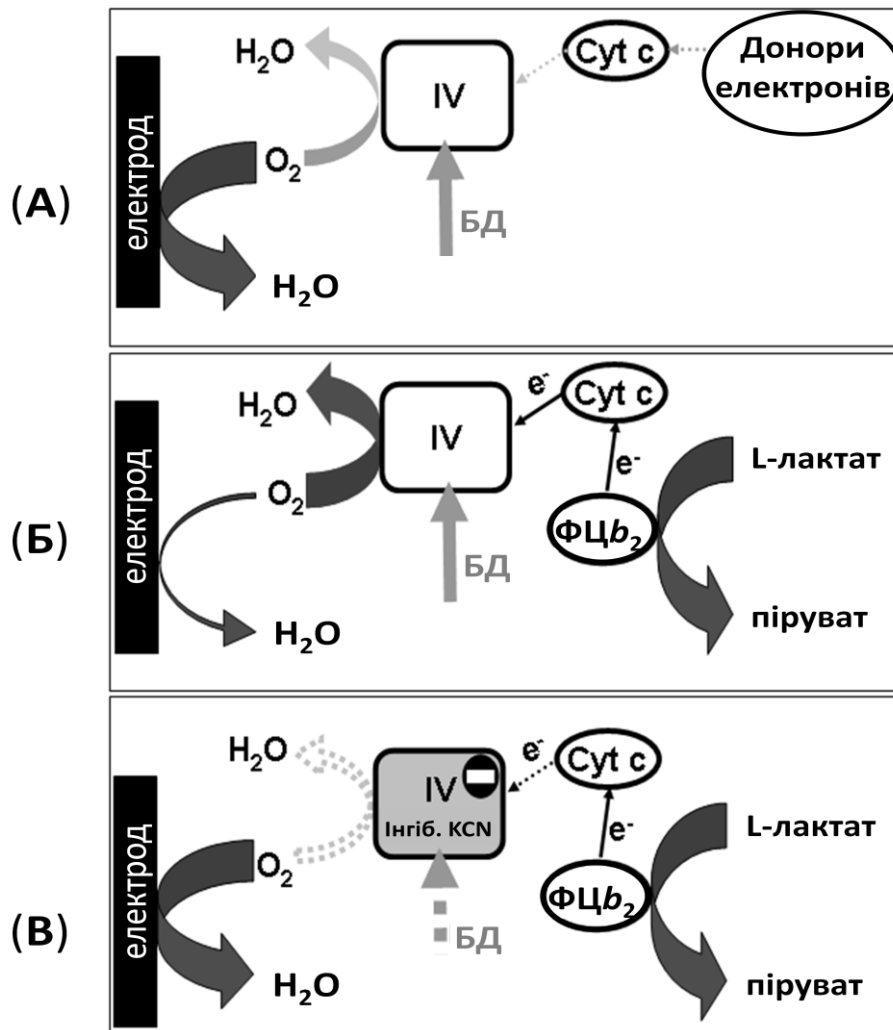 (А)
електрод
H₂O
O₂
H₂O
IV
БД
Cyt c
Донори
електронів
(Б)
електрод
H₂O
O₂
H₂O
IV
БД
e⁻
Cyt c
e⁻
ФЦb₂
L-лактат
піруват
(В)
електрод
H₂O
O₂
H₂O
IV
Інгіб. KCN
БД
e⁻
Cyt c
e⁻
ФЦb₂
L-лактат
піруват